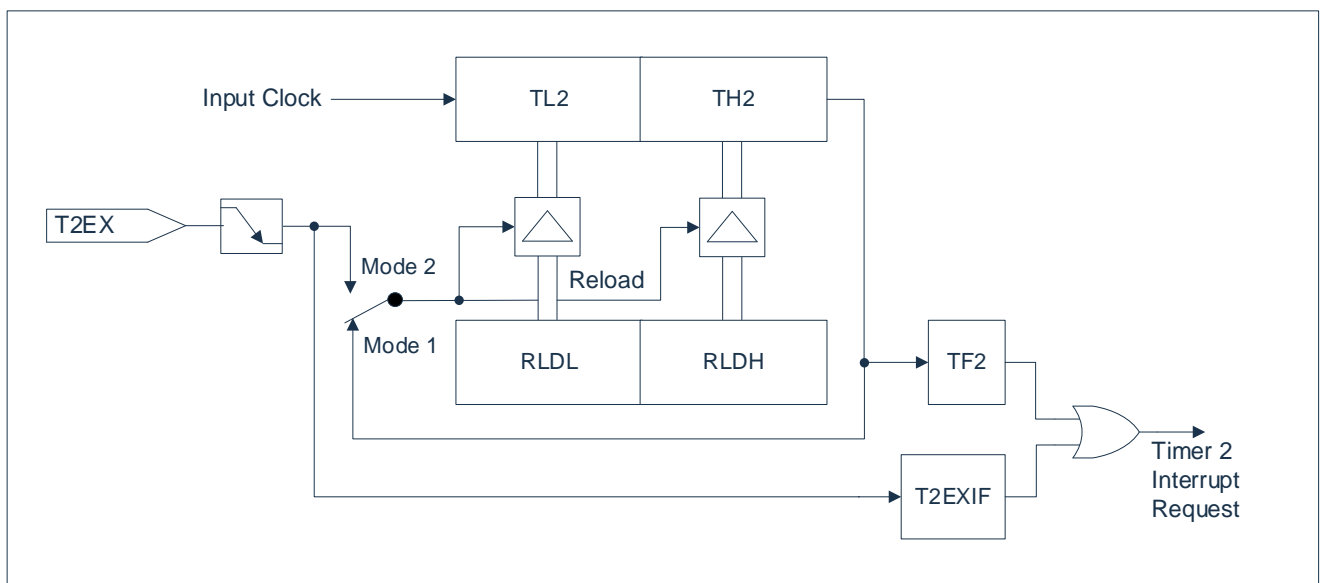 Input Clock
TL2
TH2
T2EX
Mode 2
Reload
Mode 1
RLDL
RLDH
TF2
T2EXIF
Timer 2
Interrupt
Request